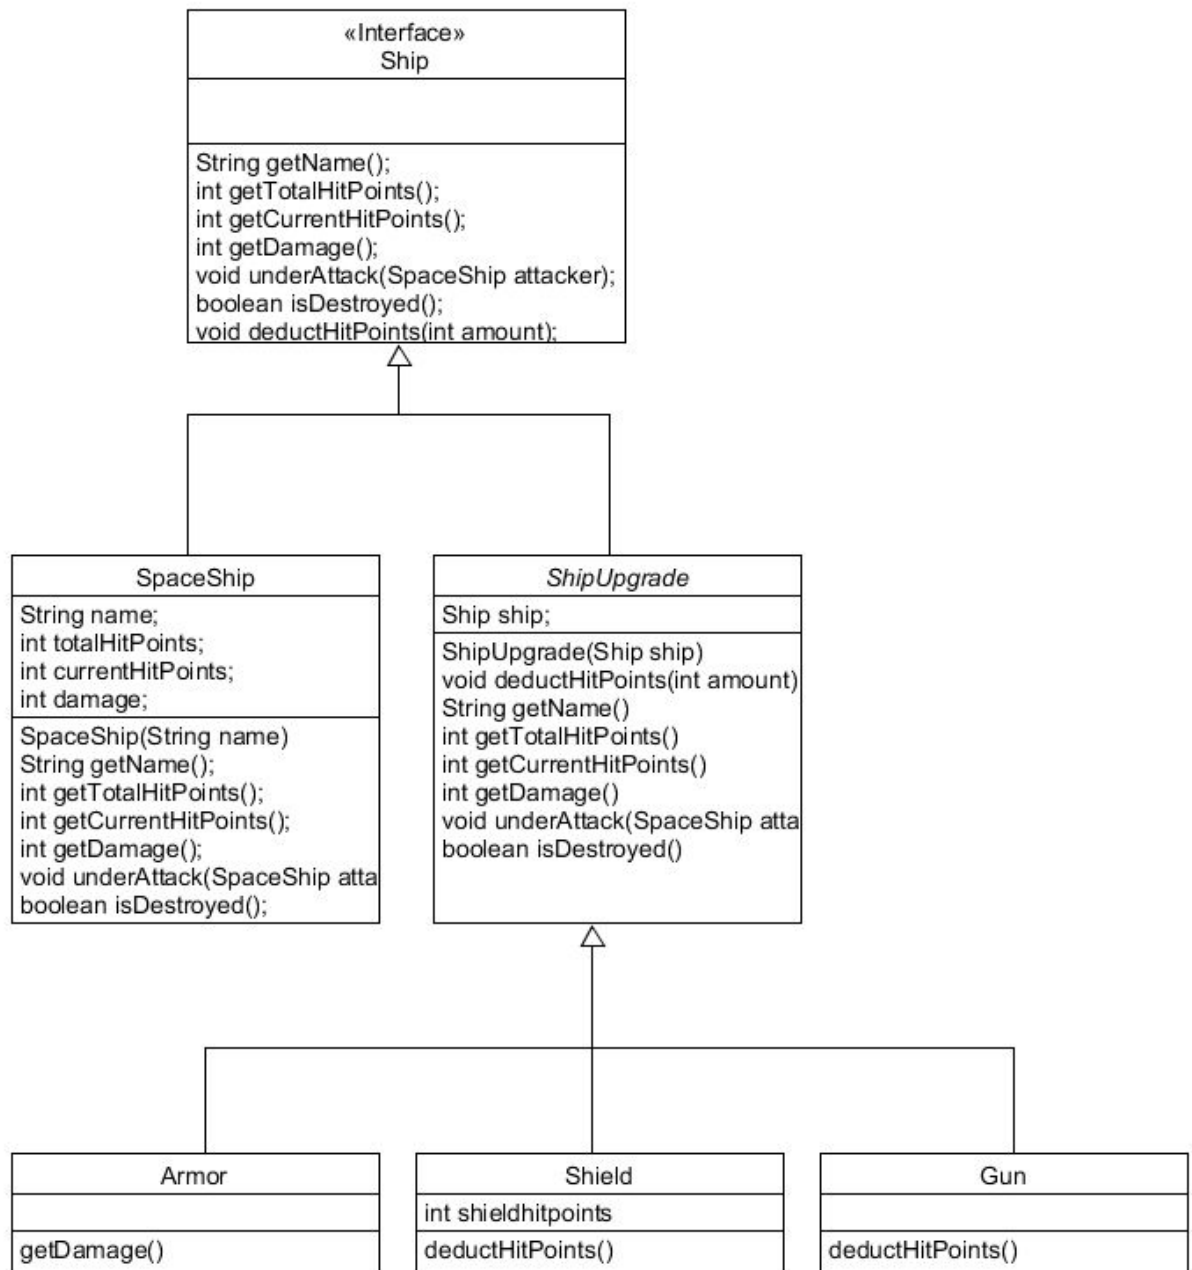 «Interface»
Ship
String getName();
int getTotalHitPoints();
int getCurrentHitPoints();
int getDamage();
void underAttack(SpaceShip attacker);
boolean isDestroyed();
void deductHitPoints(int amount);
SpaceShip
String name;
int totalHitPoints;
int currentHitPoints;
int damage;
SpaceShip(String name)
String getName();
int getTotalHitPoints();
int getCurrentHitPoints();
int getDamage();
void underAttack(SpaceShip atta
boolean isDestroyed();
ShipUpgrade
Ship ship;
ShipUpgrade(Ship ship)
void deductHitPoints(int amount)
String getName()
int getTotalHitPoints()
int getCurrentHitPoints()
int getDamage()
void underAttack(SpaceShip atta
boolean isDestroyed()
Armor
getDamage()
Shield
int shieldhitpoints
deductHitPoints()
Gun
deductHitPoints()